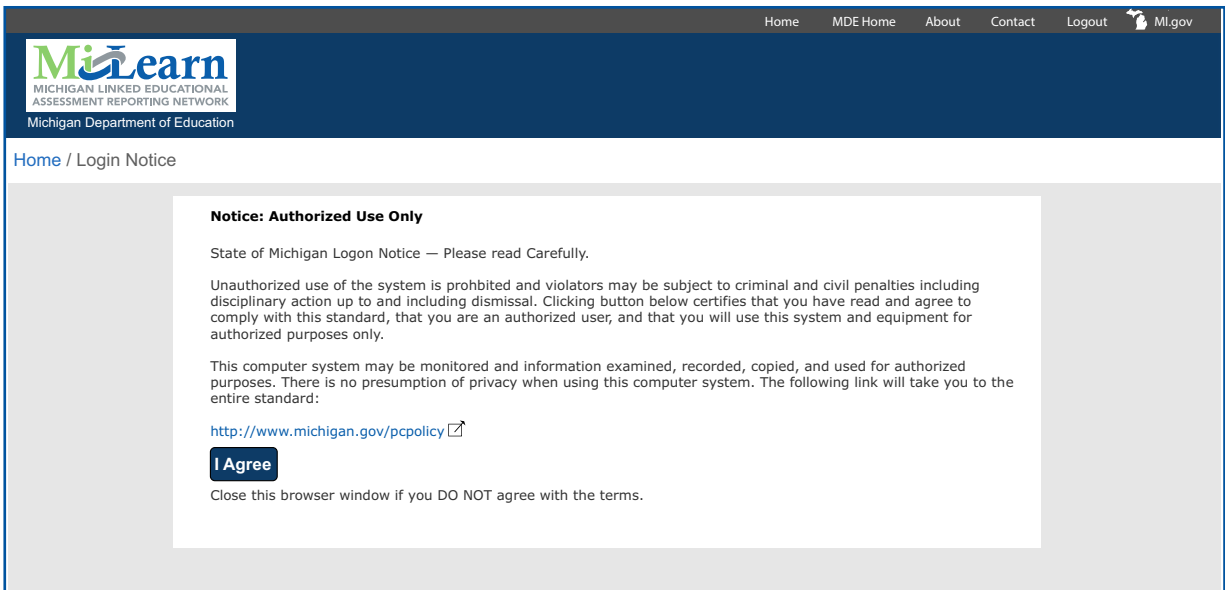 Home MDE Home About Contact Logout MI.gov
MiLearn
MICHIGAN LINKED EDUCATIONAL
ASSESSMENT REPORTING NETWORK
Michigan Department of Education
Home / Login Notice
Notice: Authorized Use Only
State of Michigan Logon Notice — Please read Carefully.
Unauthorized use of the system is prohbited and violators may be subject to criminal and civil penalties including
disciplinary action up to and including dismissal. Clicking button below certifies that you have read and agree to
comply with this standard, that you are an authorized user, and that you will use this system and equipment for
authorized purposes only.
This computer system may be monitored and information examined, recorded, copied, and used for authorized
purposes. There is no presumption of privacy when using this computer system. The following link will take you to the
entire standard:
http://www.michigan.gov/pcpolicy
I Agree
Close this browser window if you DO NOT agree with the terms.